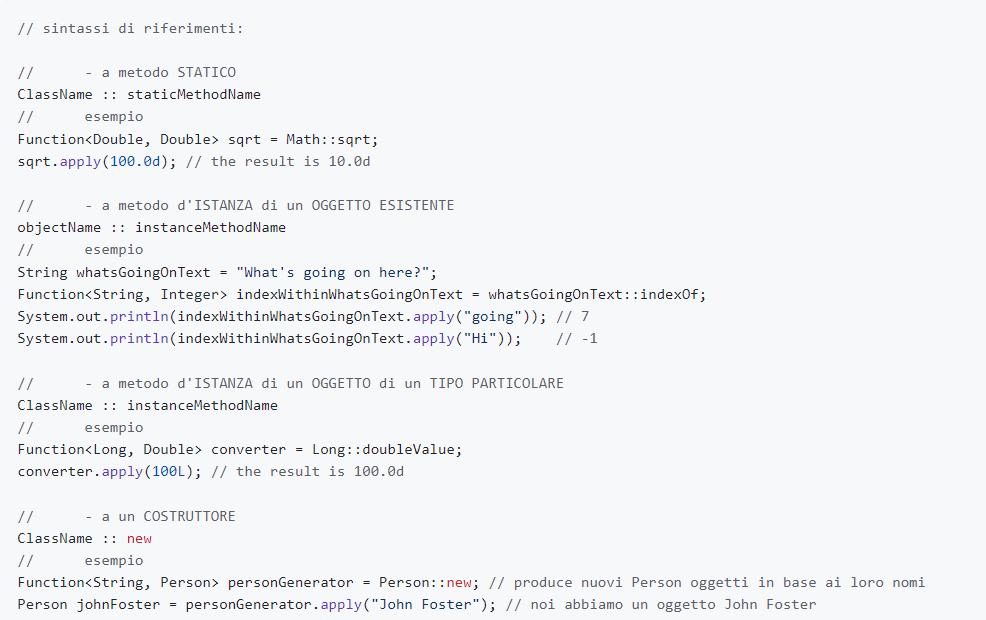 // sintassi di riferimenti:
//      - a metodo STATICO
ClassName :: staticMethodName
//      esempio
Function<Double, Double> sqrt = Math::sqrt;
sqrt.apply(100.0d); // the result is 10.0d
//      - a metodo d'ISTANZA di un OGGETTO ESISTENTE
objectName :: instanceMethodName
//      esempio
String whatsGoingOnText = "What's going on here?";
Function<String, Integer> indexWithinWhatsGoingOnText = whatsGoingOnText::indexOf;
System.out.println(indexWithinWhatsGoingOnText.apply("going")); // 7
System.out.println(indexWithinWhatsGoingOnText.apply("Hi"));    // -1
//      - a metodo d'ISTANZA di un OGGETTO di un TIPO PARTICOLARE
ClassName :: instanceMethodName
//      esempio
Function<Long, Double> converter = Long::doubleValue;
converter.apply(100L); // the result is 100.0d
//      - a un COSTRUTTORE
ClassName :: new
//      esempio
Function<String, Person> personGenerator = Person::new; // produce nuovi Person oggetti in base ai loro nomi
Person johnFoster = personGenerator.apply("John Foster"); // noi abbiamo un oggetto John Foster